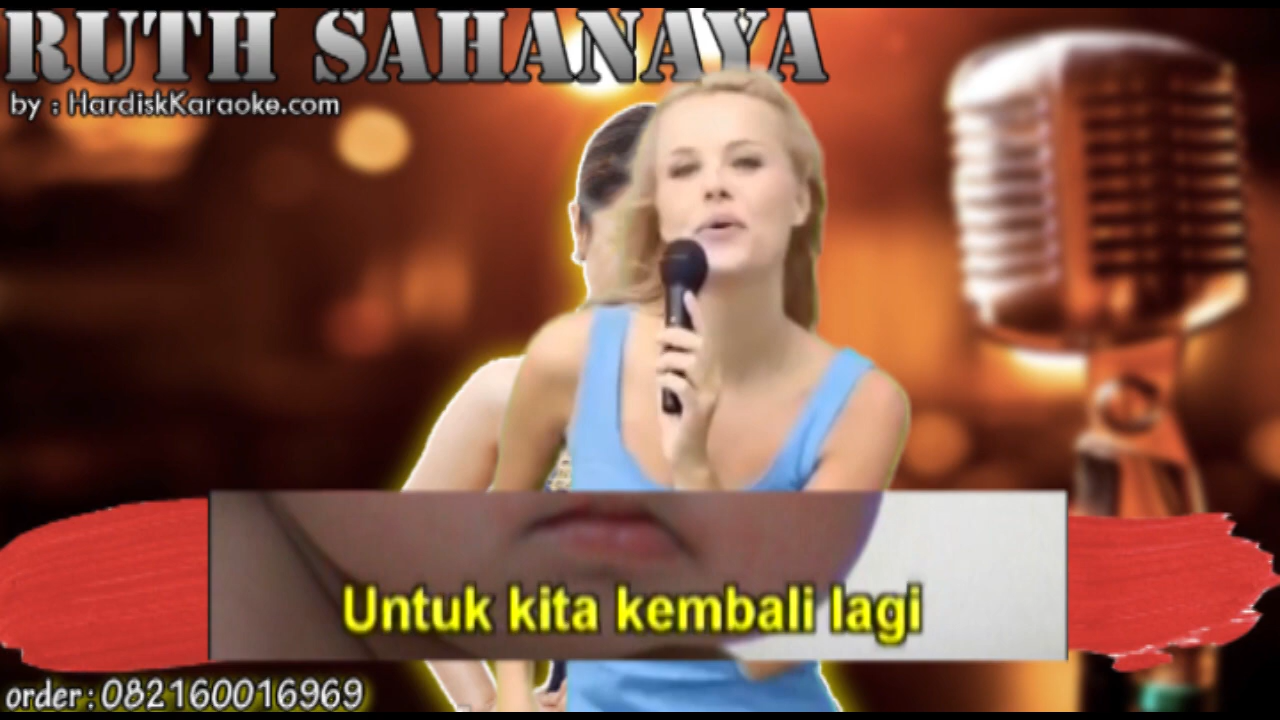 RUTH SAHANAYA
by : HardiskKaraoke.com
Untuk kita kembali lagi
order : 082160016969